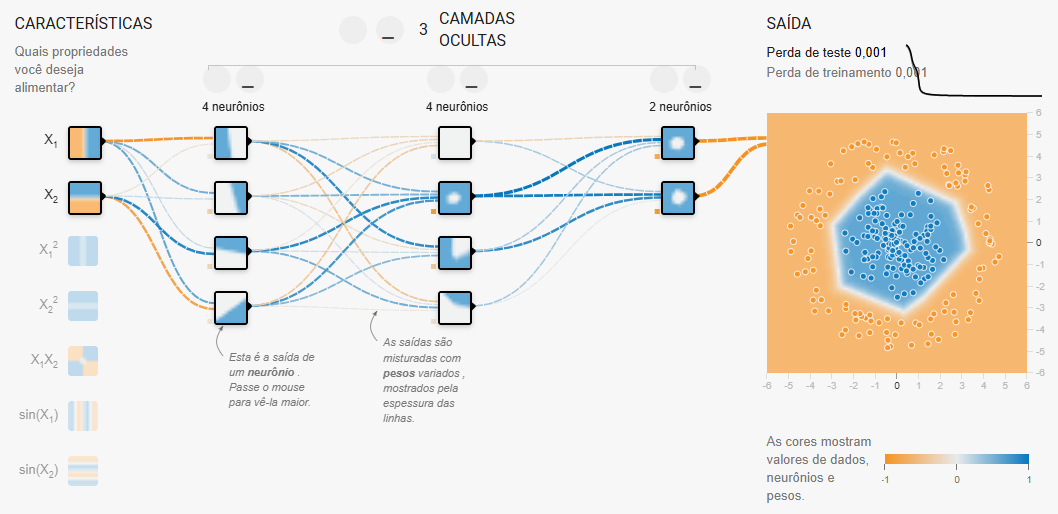 CARACTERÍSTICAS
Quais propriedades
você deseja
alimentar?
3 CAMADAS
OCULTAS
4 neurônios
4 neurônios
2 neurônios
X1
X2
X1²
X2²
X1X2
sin(X1)
sin(X2)
Esta é a saída de
um neurônio .
Passe o mouse
para vê-la maior.
As saídas são
misturadas com
pesos variados ,
mostrados pela
espessura das
linhas.
SAÍDA
Perda de teste 0,001
Perda de treinamento 0,001
6
5
4
3
2
1
0
-1
-2
-3
-4
-5
-6
-6 -5 -4 -3 -2 -1 0 1 2 3 4 5 6
As cores mostram
valores de dados,
neurônios e
pesos.
-1 0 1